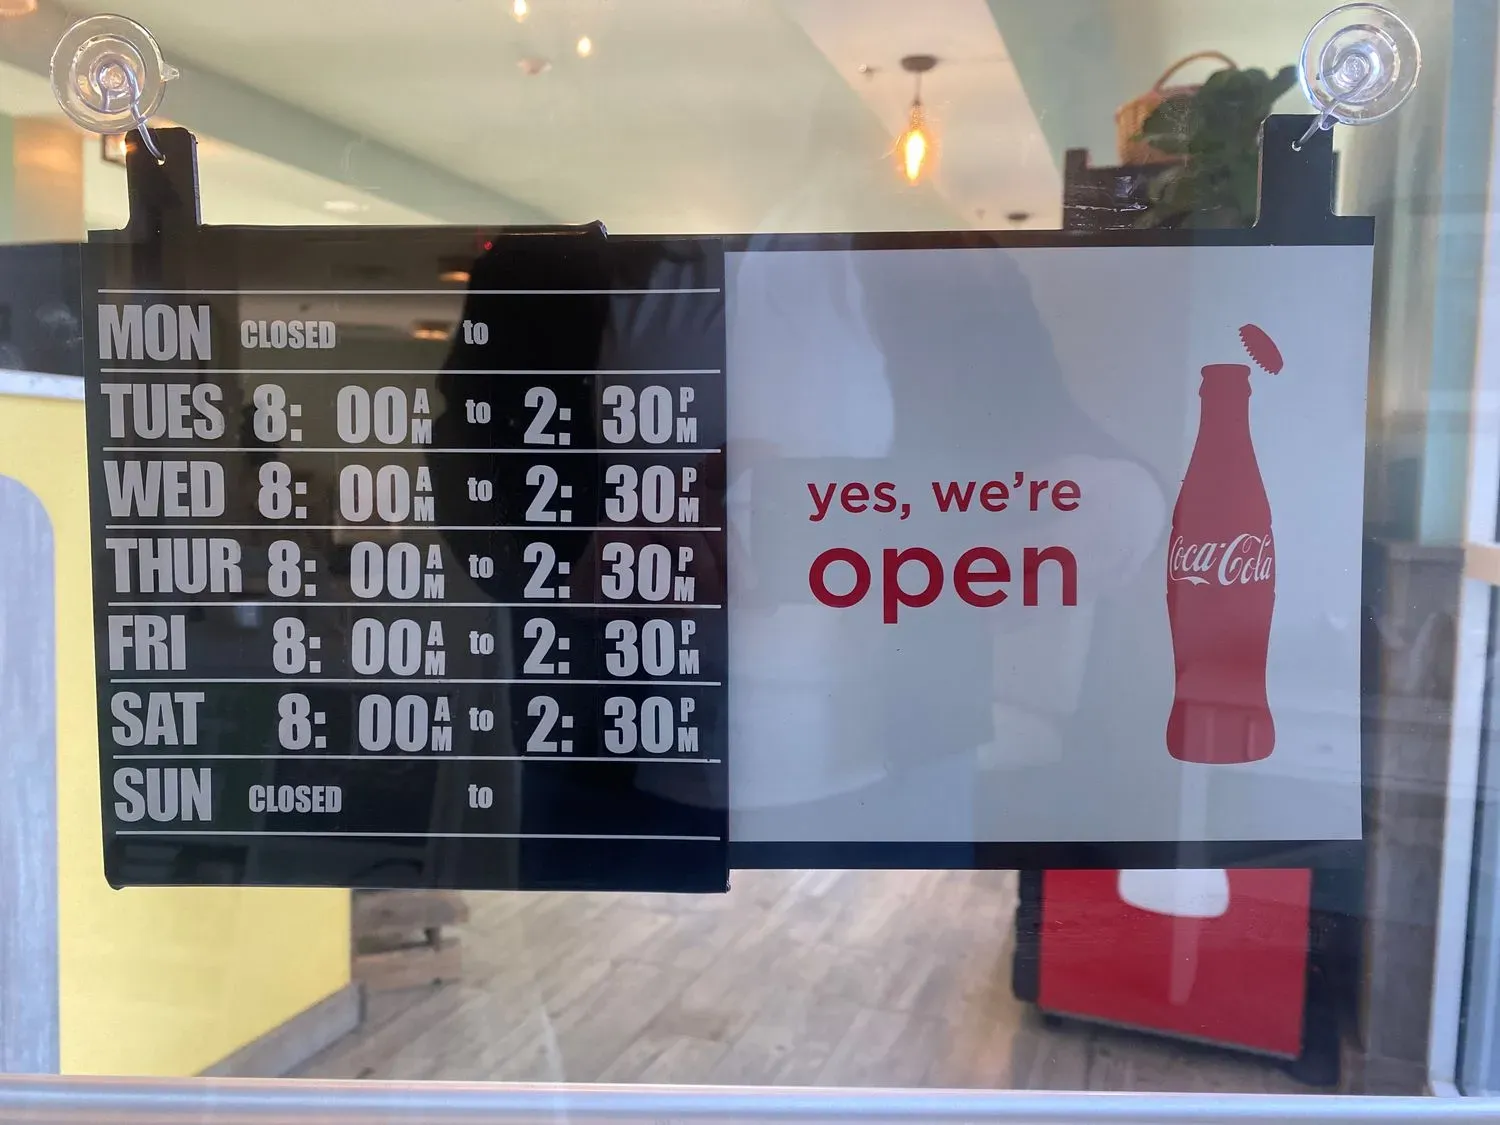 MON CLOSED to
TUES 8: 00 AM to 2: 30 PM
WED 8: 00 AM to 2: 30 PM
THUR 8: 00 AM to 2: 30 PM
FRI 8: 00 AM to 2: 30 PM
SAT 8: 00 AM to 2: 30 PM
SUN CLOSED to
yes, we're
open
Coca-Cola